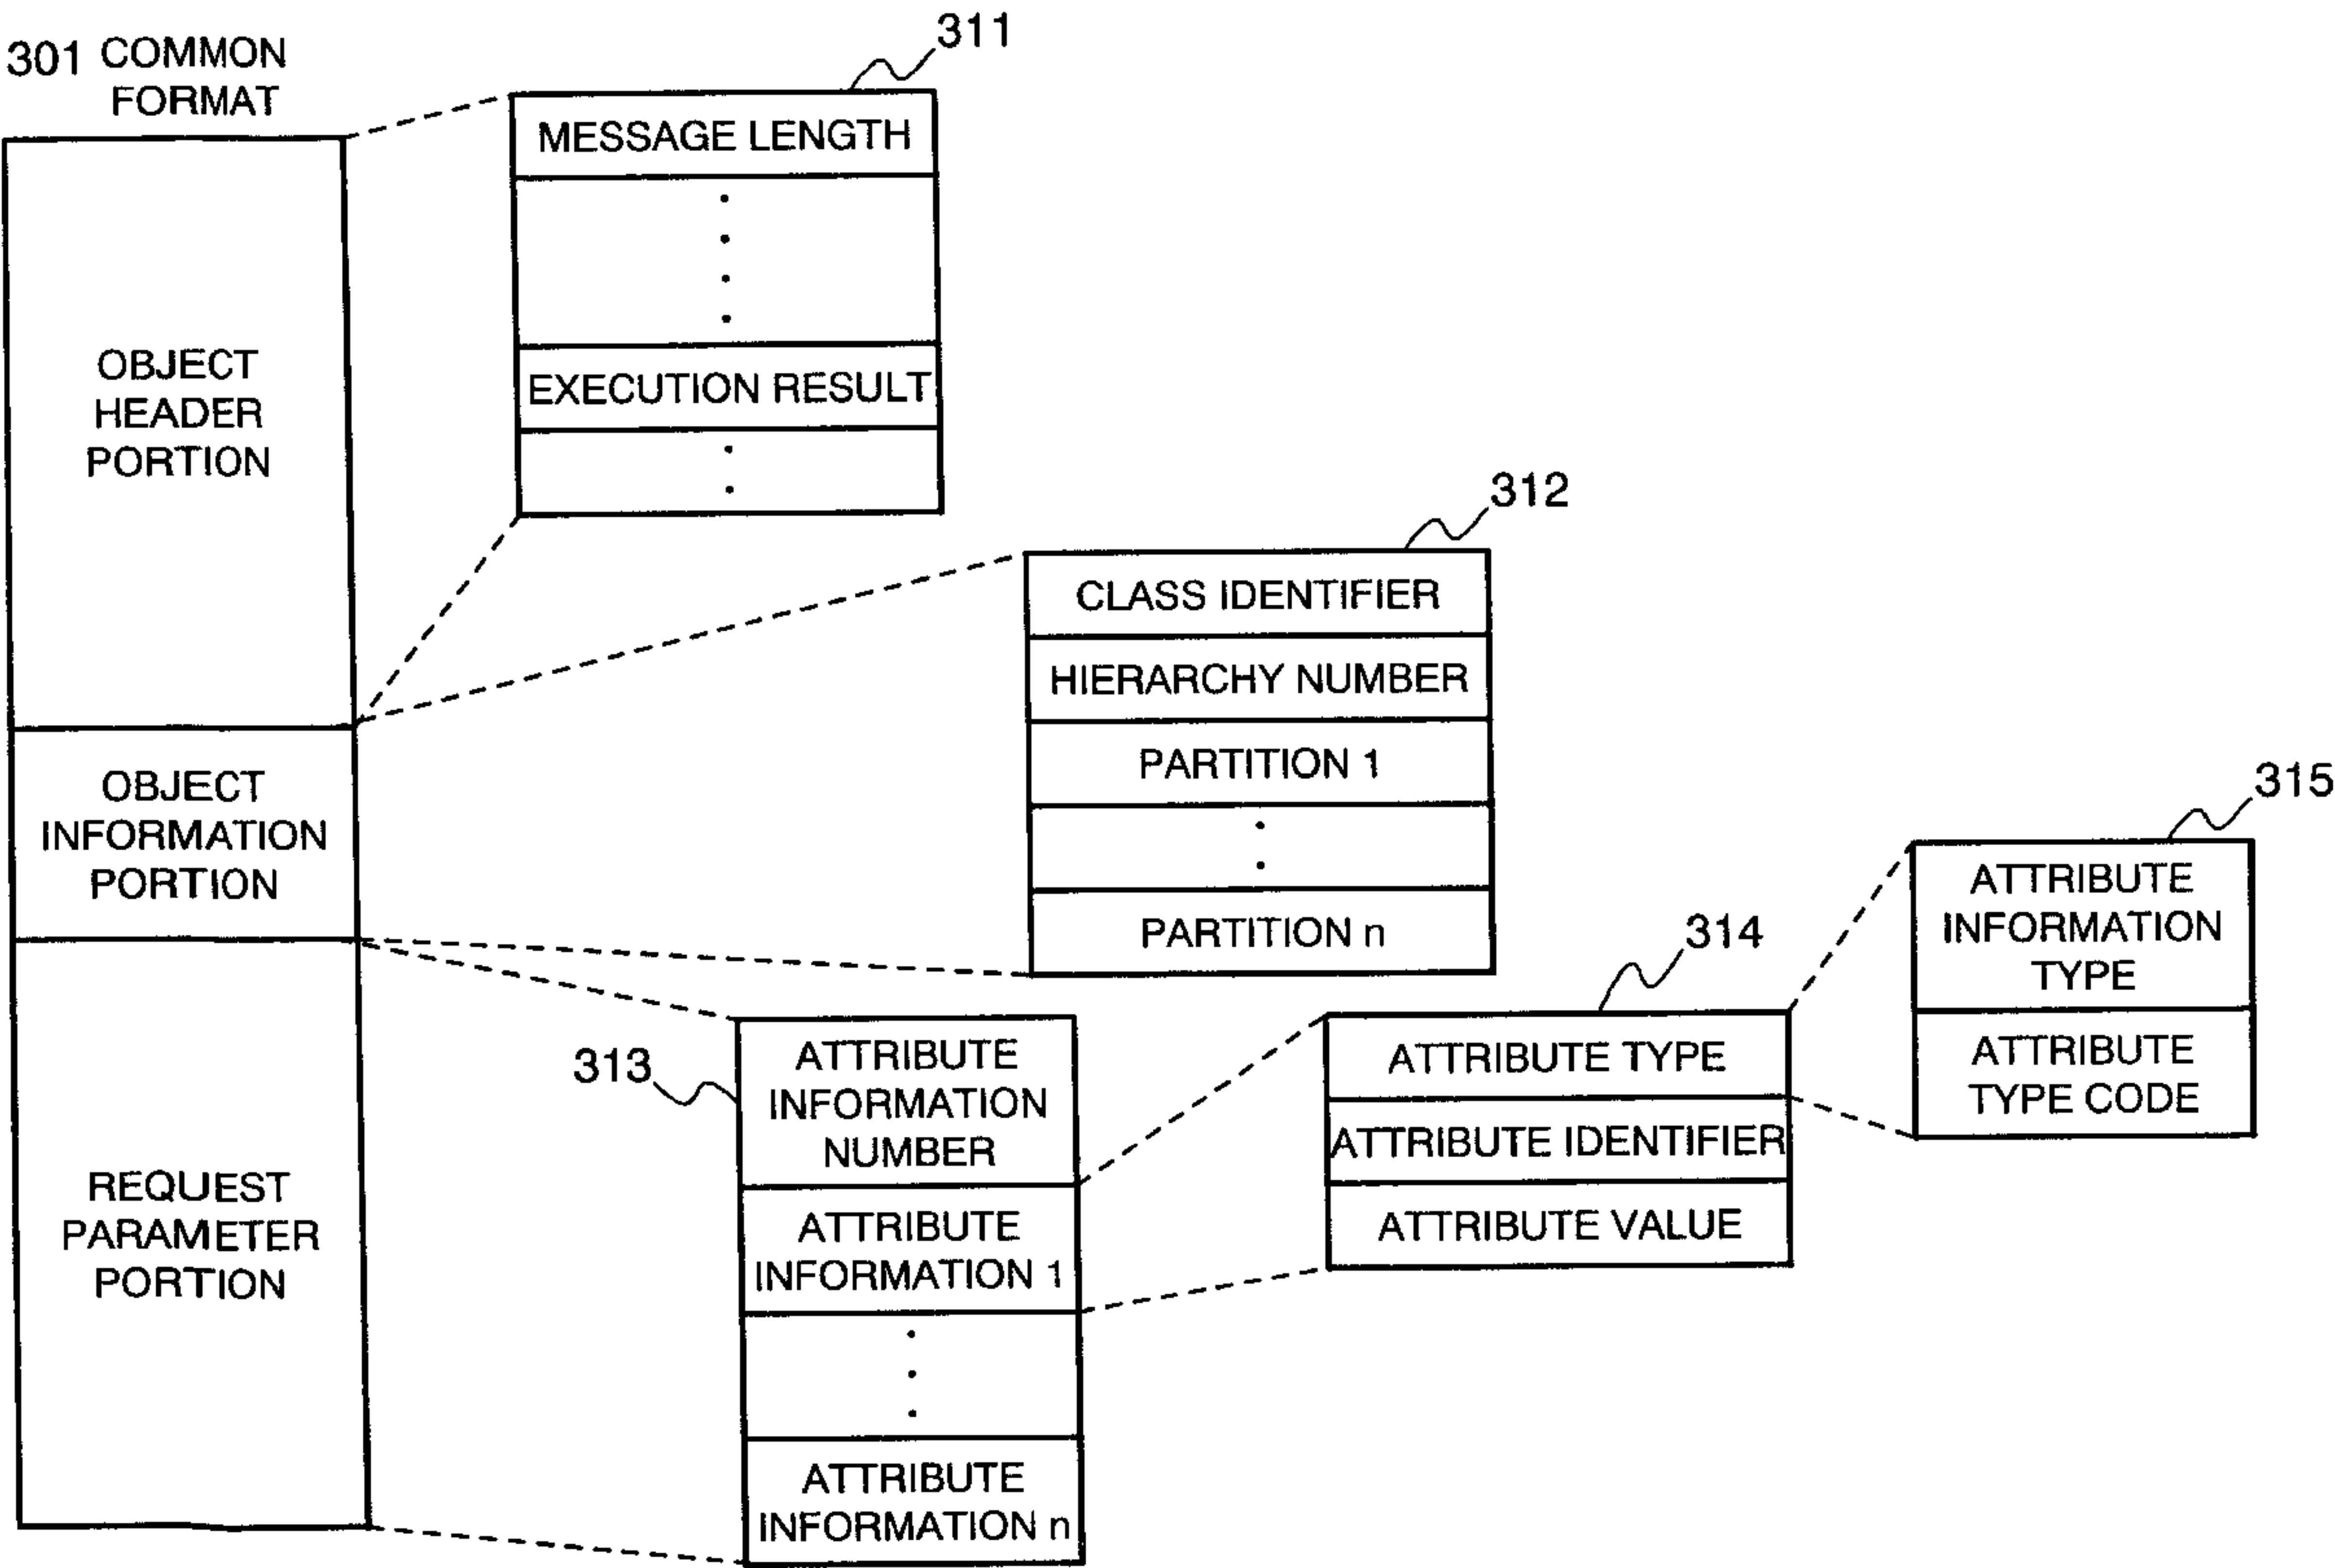 301 COMMON
FORMAT
OBJECT
HEADER
PORTION
OBJECT
INFORMATION
PORTION
REQUEST
PARAMETER
PORTION
311
MESSAGE LENGTH
EXECUTION RESULT
312
CLASS IDENTIFIER
HIERARCHY NUMBER
PARTITION 1
PARTITION n
313
ATTRIBUTE
INFORMATION
NUMBER
ATTRIBUTE
INFORMATION 1
ATTRIBUTE
INFORMATION n
314
ATTRIBUTE TYPE
ATTRIBUTE IDENTIFIER
ATTRIBUTE VALUE
315
ATTRIBUTE
INFORMATION
TYPE
ATTRIBUTE
TYPE CODE